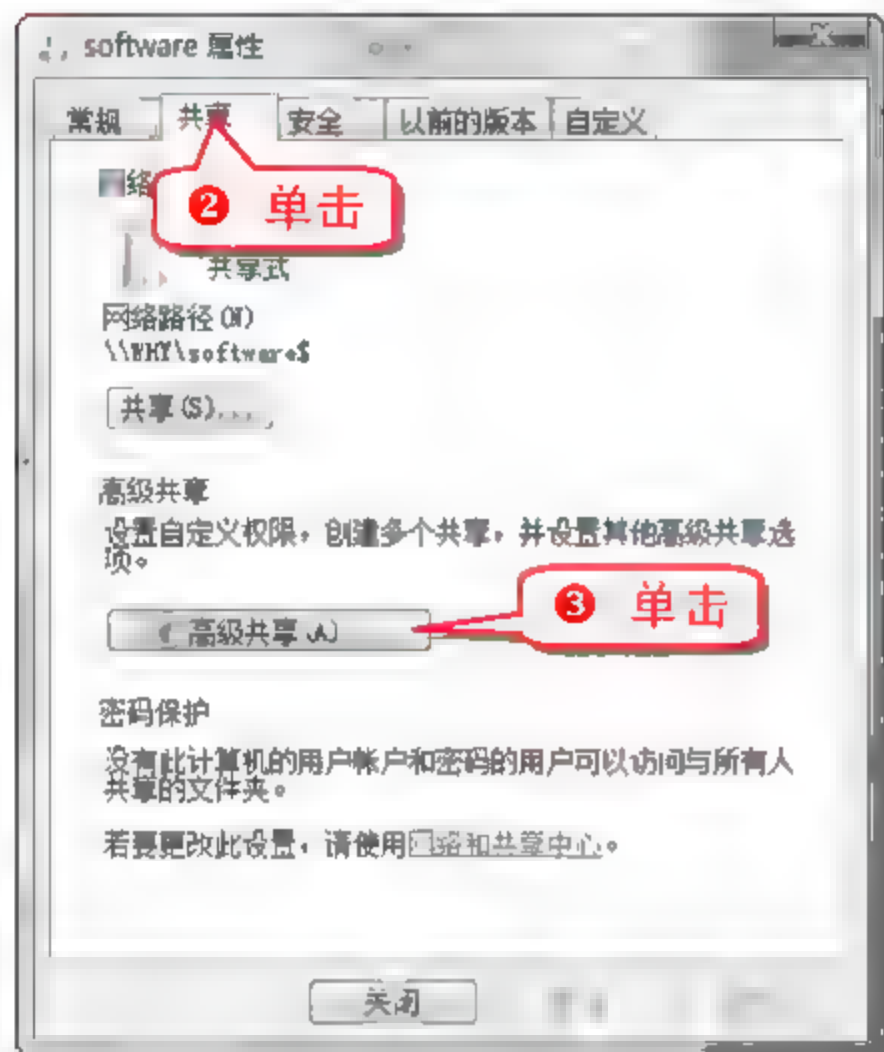 software 属性
常规 共享 安全 以前的版本 自定义
❷ 单击
共享式
网络路径(N)
\\WHY\software$
共享(S)...
高级共享
设置自定义权限，创建多个共享，并设置其他高级共享选
项。
❸ 单击
高级共享(A)
密码保护
没有此计算机的用户帐户和密码的用户可以访问与所有人
共享的文件夹。
若要更改此设置，请使用网络和共享中心。
关闭